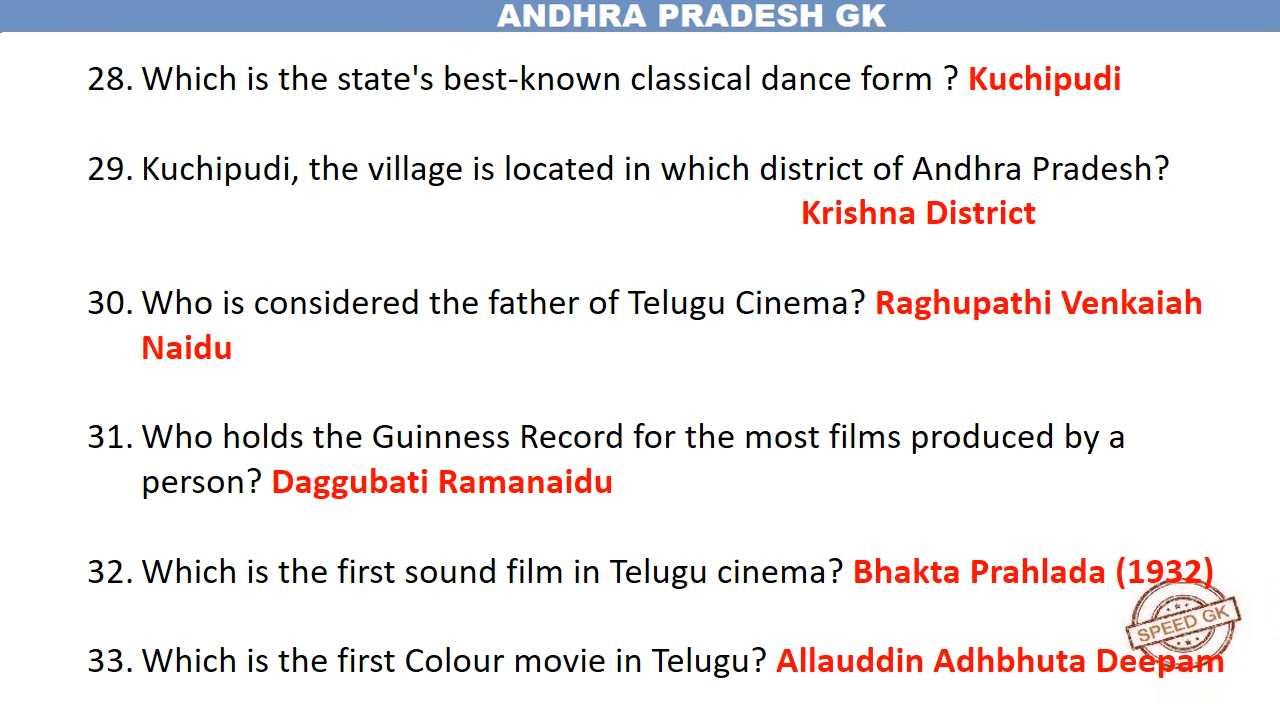 ANDHRA PRADESH GK
28. Which is the state's best-known classical dance form ? Kuchipudi
29. Kuchipudi, the village is located in which district of Andhra Pradesh?
Krishna District
30. Who is considered the father of Telugu Cinema? Raghupathi Venkaiah
Naidu
31. Who holds the Guinness Record for the most films produced by a
person? Daggubati Ramanaidu
32. Which is the first sound film in Telugu cinema? Bhakta Prahlada (1932)
SPEED GK
33. Which is the first Colour movie in Telugu? Allauddin Adhbhuta Deepam